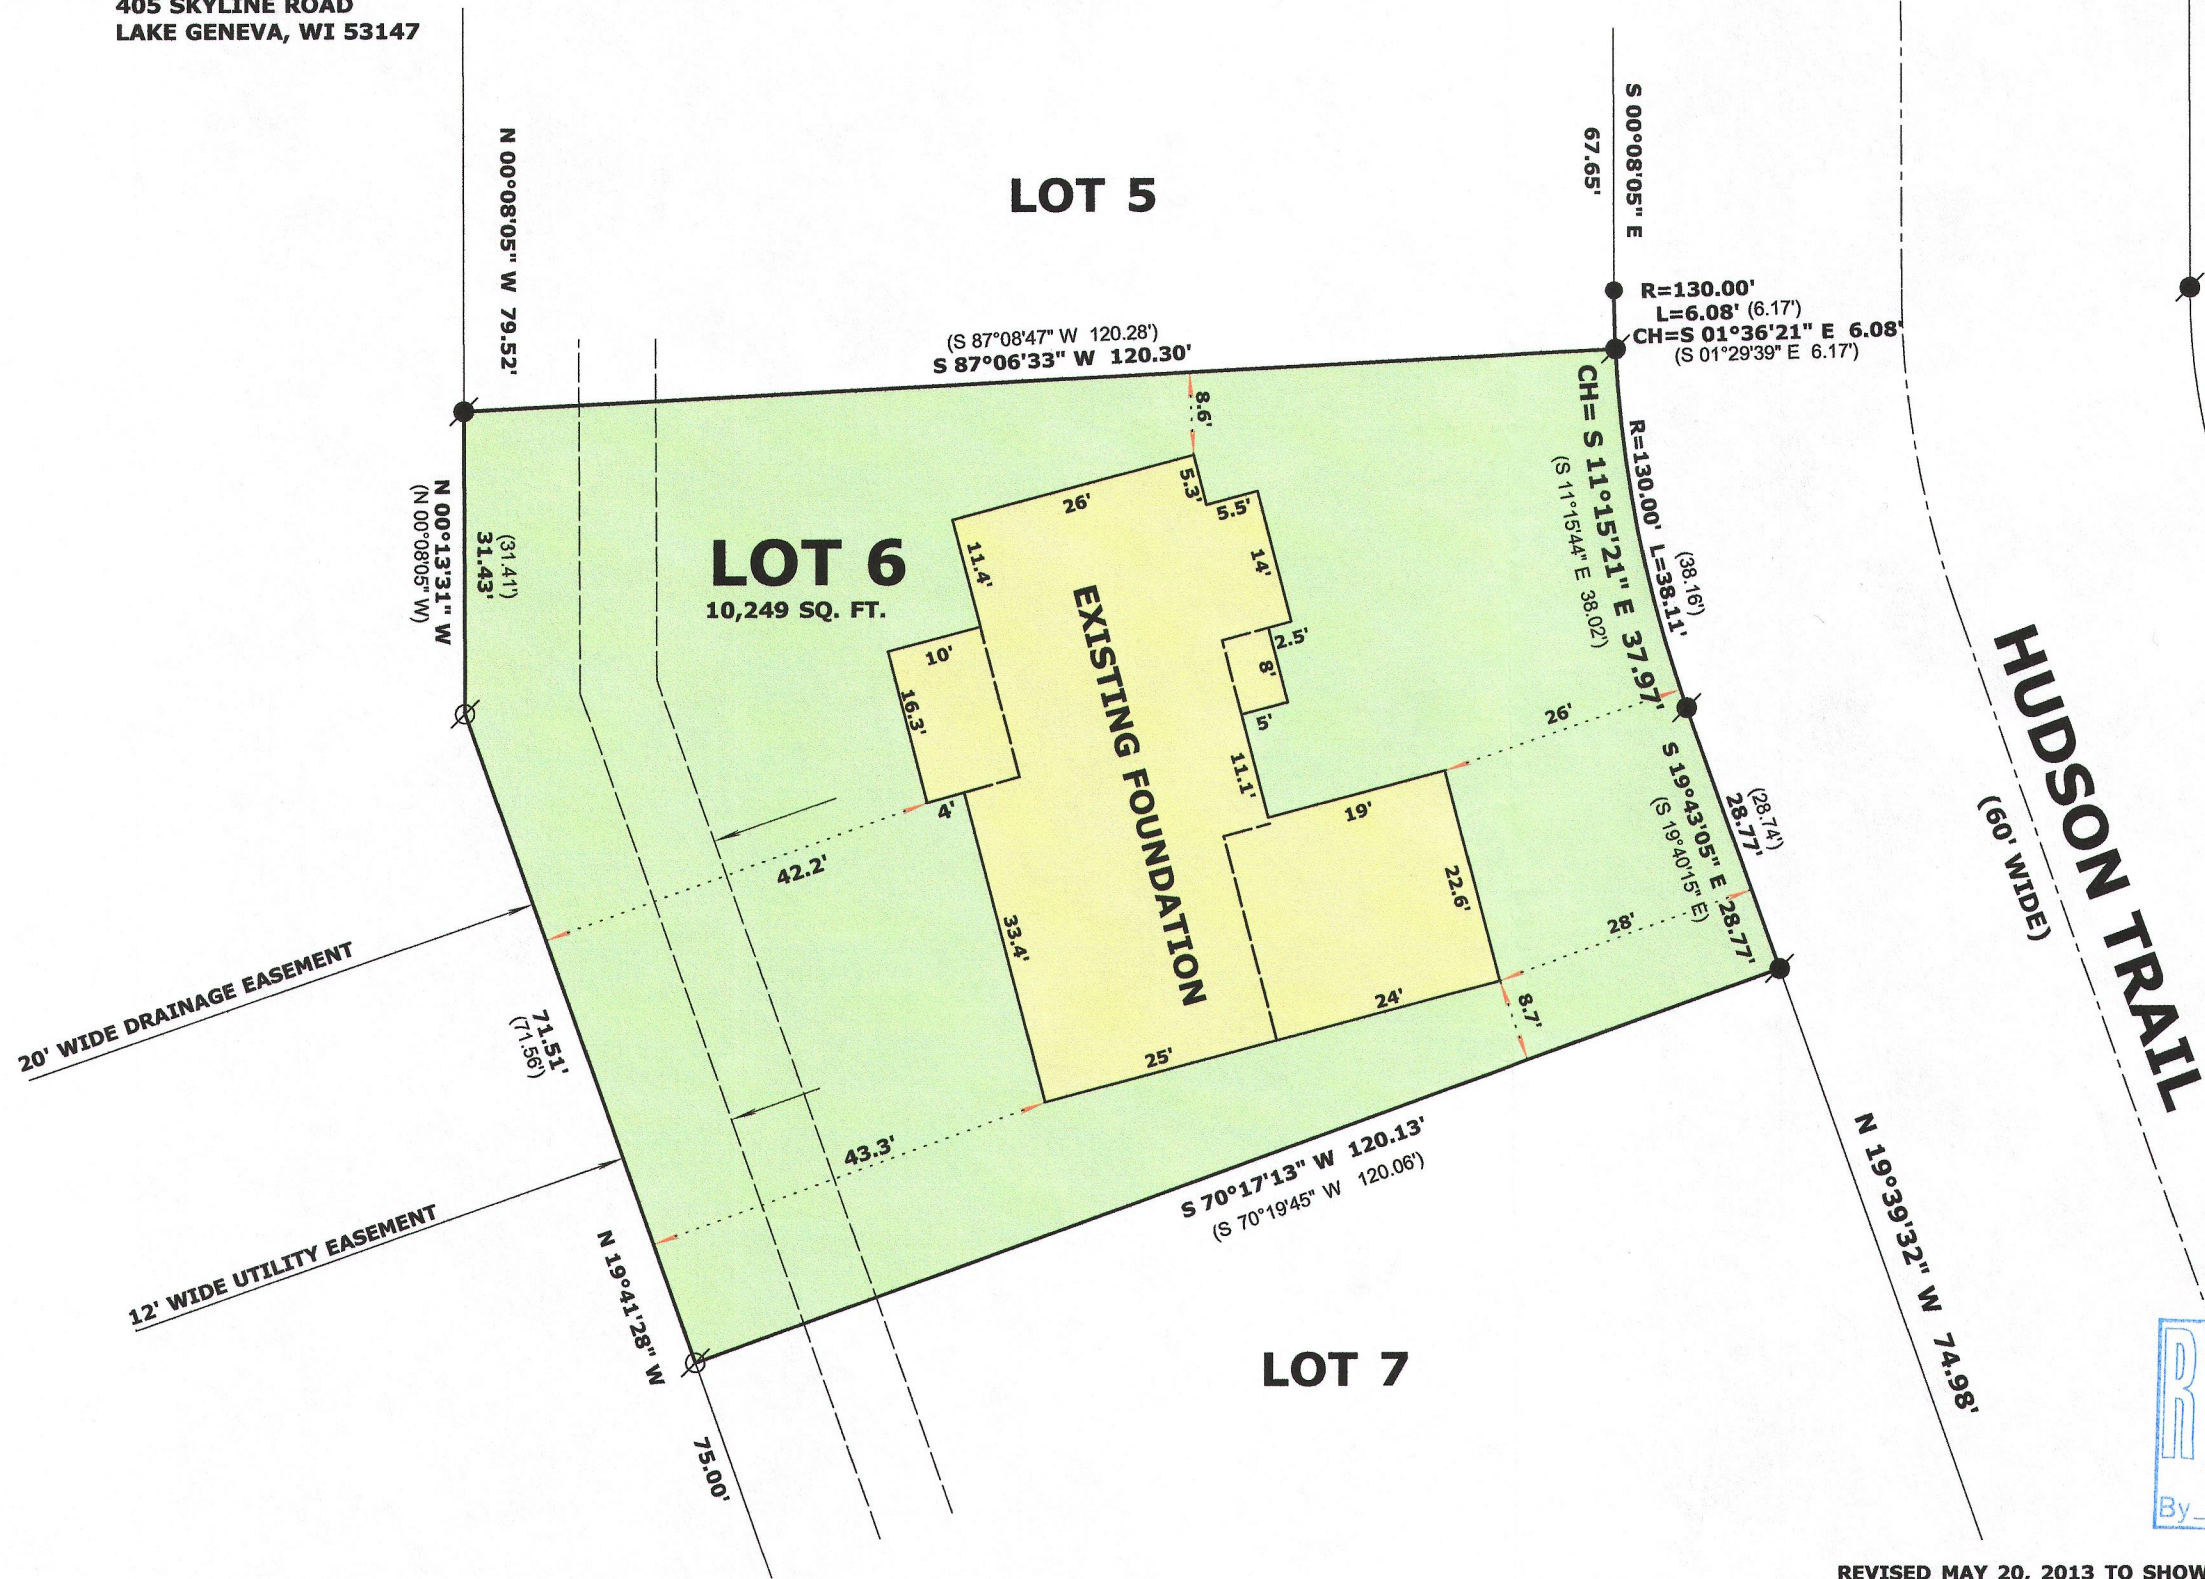 405 SKYLINE ROAD
LAKE GENEVA, WI 53147
N 00°08'05" W 79.52'
LOT 5
S 00°08'05" E
67.65'
R=130.00'
L=6.08' (6.17')
CH=S 01°36'21" E 6.08'
(S 01°29'39" E 6.17')
(S 87°08'47" W 120.28')
S 87°06'33" W 120.30'
8.6'
CH= S 11°15'21" E 37.97'
(S 11°15'44" E 38.02')
R=130.00' L=38.11'
(38.16')
N 00°13'31" W
(N 00°08'05" W)
31.43'
(31.41')
LOT 6
10,249 SQ. FT.
26'
5.3'
5.5'
11.4'
14'
2.5'
8'
5'
10'
16.3'
4'
11.1'
EXISTING FOUNDATION
19'
22.6'
24'
25'
33.4'
26'
28'
8.7'
42.2'
43.3'
S 19°43'05" E 28.77'
(S 19°40'15" E)
28.77'
(28.74')
HUDSON TRAIL
(60' WIDE)
20' WIDE DRAINAGE EASEMENT
12' WIDE UTILITY EASEMENT
71.51'
(71.56')
N 19°41'28" W
75.00'
S 70°17'13" W 120.13'
(S 70°19'45" W 120.06')
LOT 7
N 19°39'32" W 74.98'
R
By
REVISED MAY 20, 2013 TO SHOW